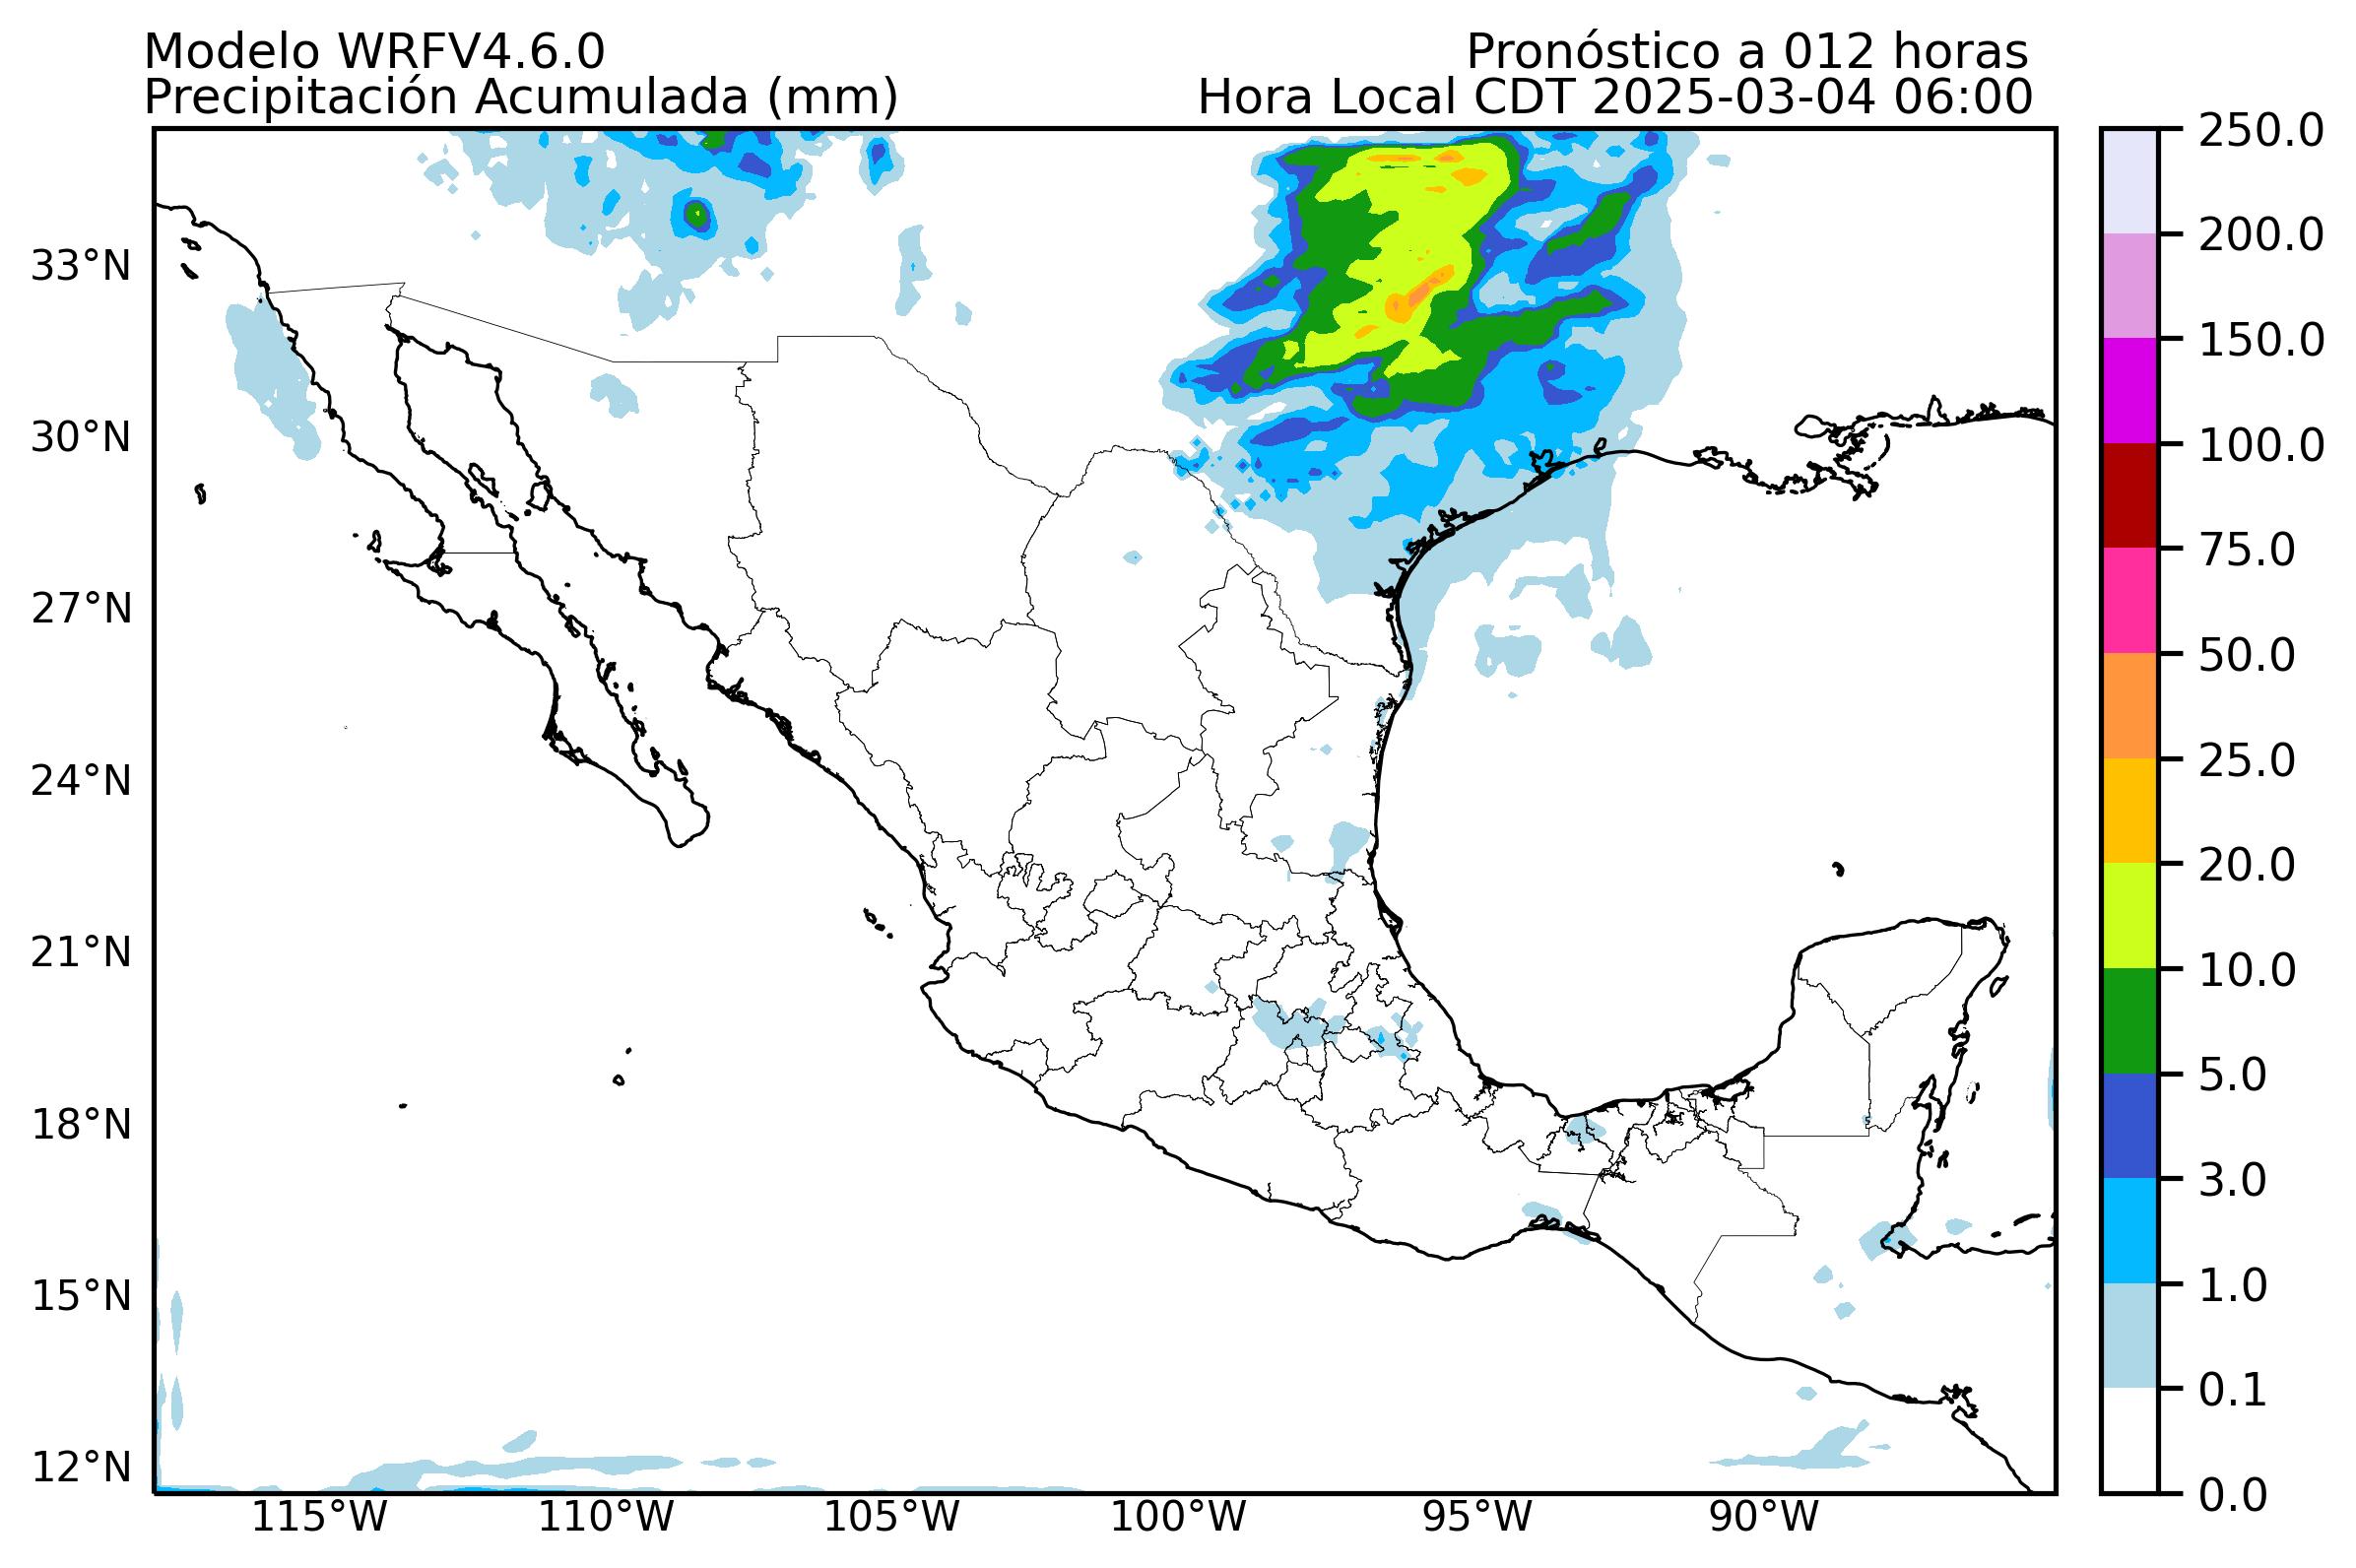 Modelo WRFV4.6.0
Pronóstico a 012 horas
Precipitación Acumulada (mm)
Hora Local CDT 2025-03-04 06:00
33°N
30°N
27°N
24°N
21°N
18°N
15°N
12°N
115°W
110°W
105°W
100°W
95°W
90°W
250.0
200.0
150.0
100.0
75.0
50.0
25.0
20.0
10.0
5.0
3.0
1.0
0.1
0.0